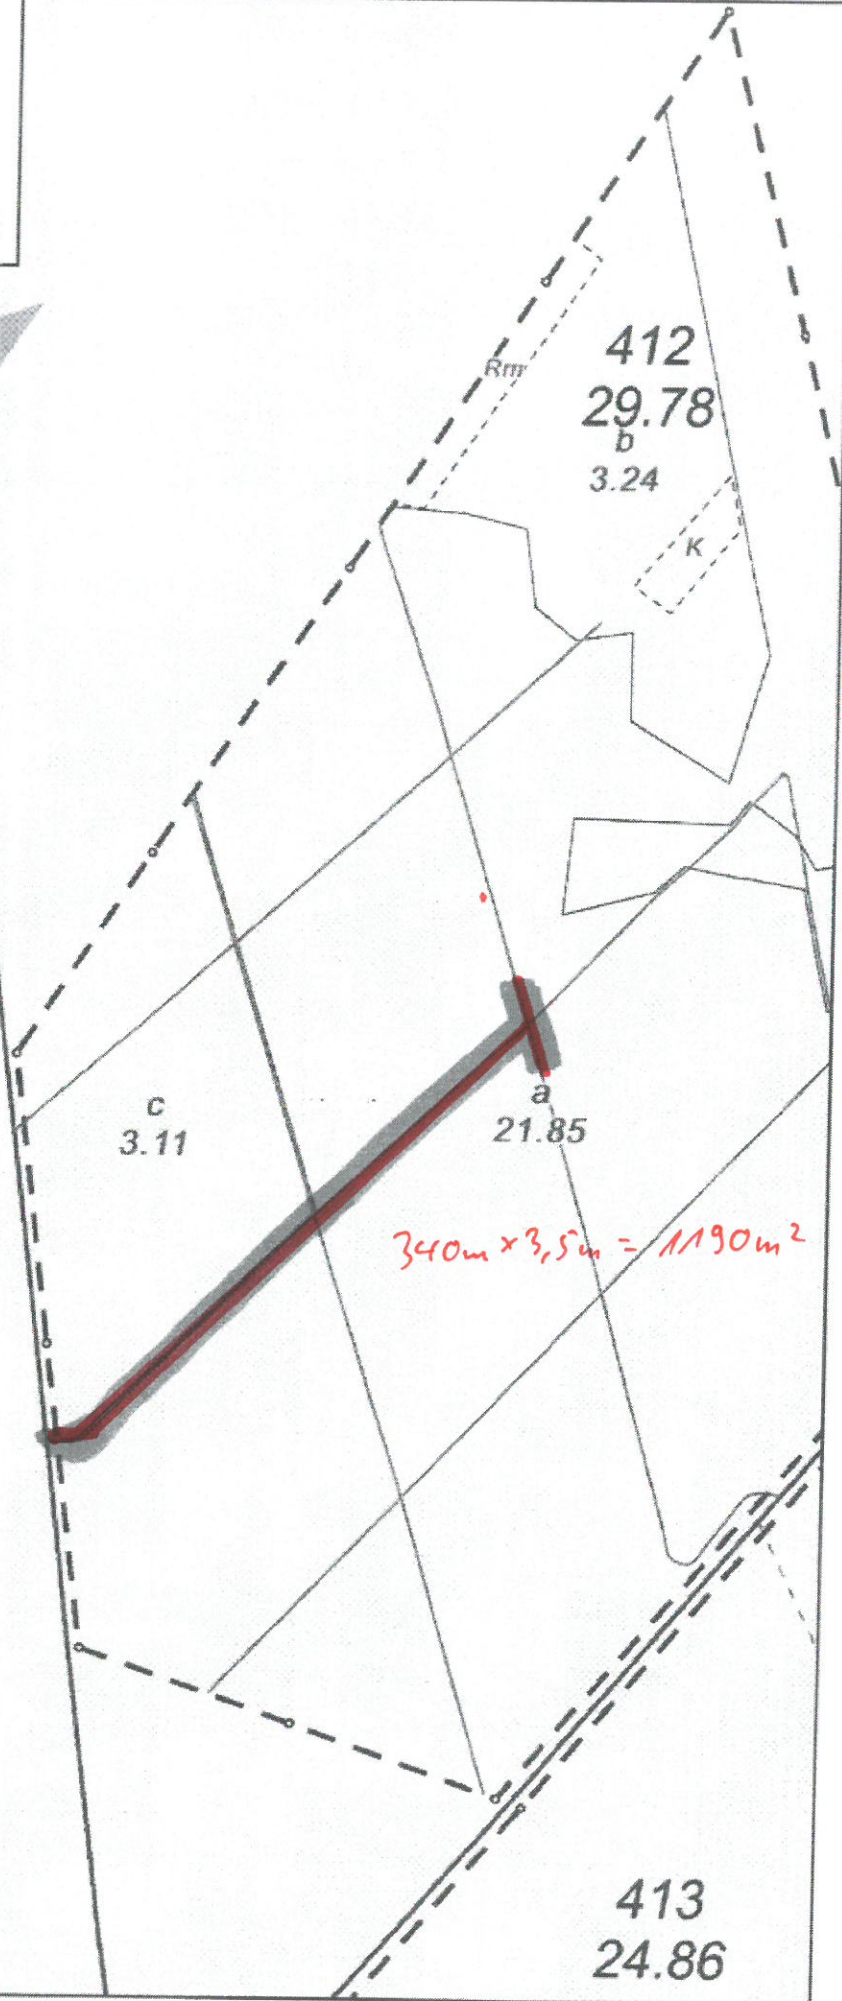 412
29.78
b
3.24
Rm
K
c
3.11
a
21.85
340m × 3,5m = 1190m²
413
24.86